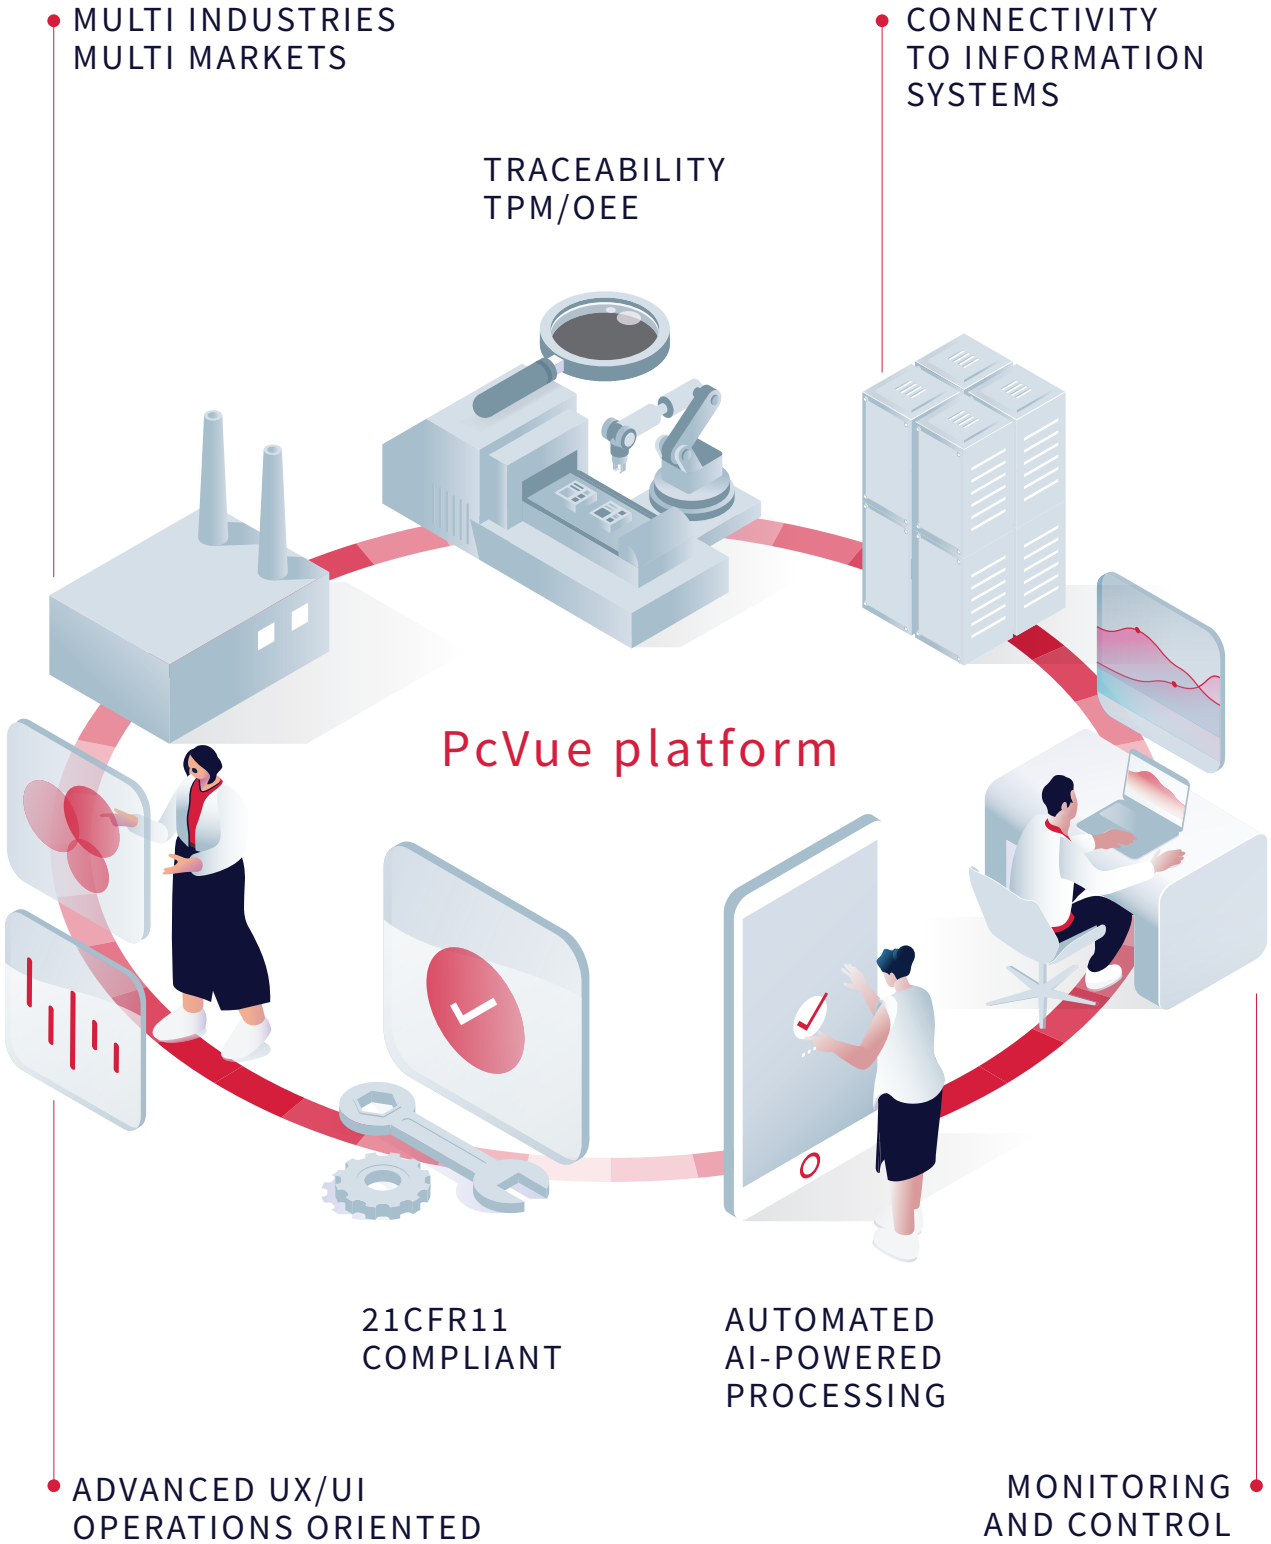 MULTI INDUSTRIES
MULTI MARKETS
CONNECTIVITY
TO INFORMATION
SYSTEMS
TRACEABILITY
TPM/OEE
PcVue platform
21CFR11
COMPLIANT
AUTOMATED
AI-POWERED
PROCESSING
ADVANCED UX/UI
OPERATIONS ORIENTED
MONITORING
AND CONTROL